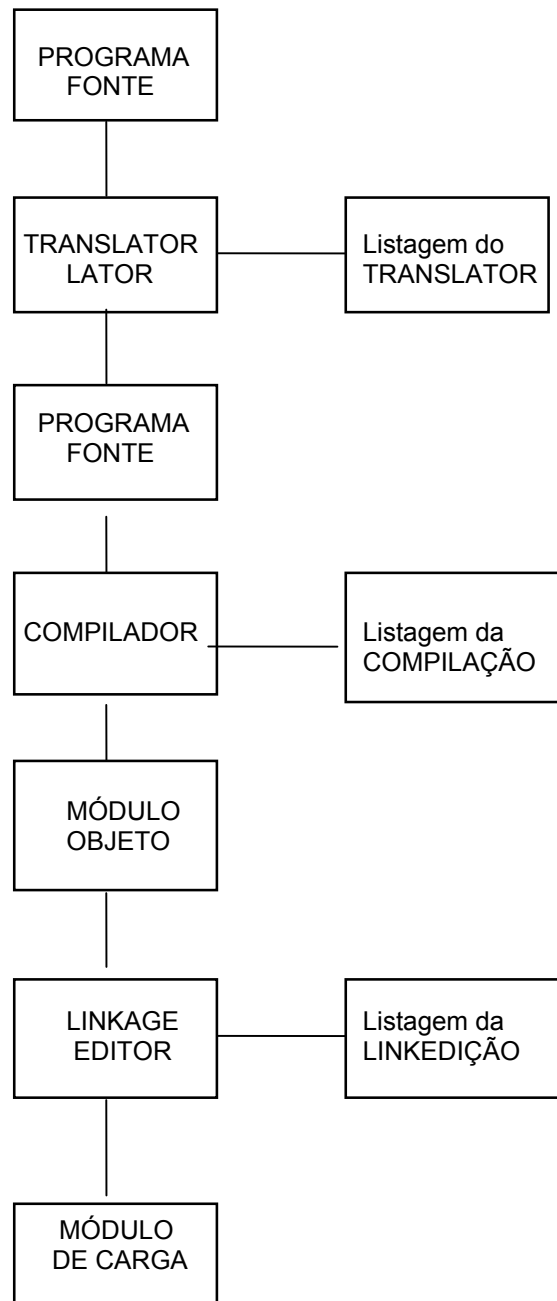 PROGRAMA
FONTE
TRANSLATOR
LATOR
Listagem do
TRANSLATOR
PROGRAMA
FONTE
COMPILADOR
Listagem da
COMPILAÇÃO
MÓDULO
OBJETO
LINKAGE
EDITOR
Listagem da
LINKEDIÇÃO
MÓDULO
DE CARGA